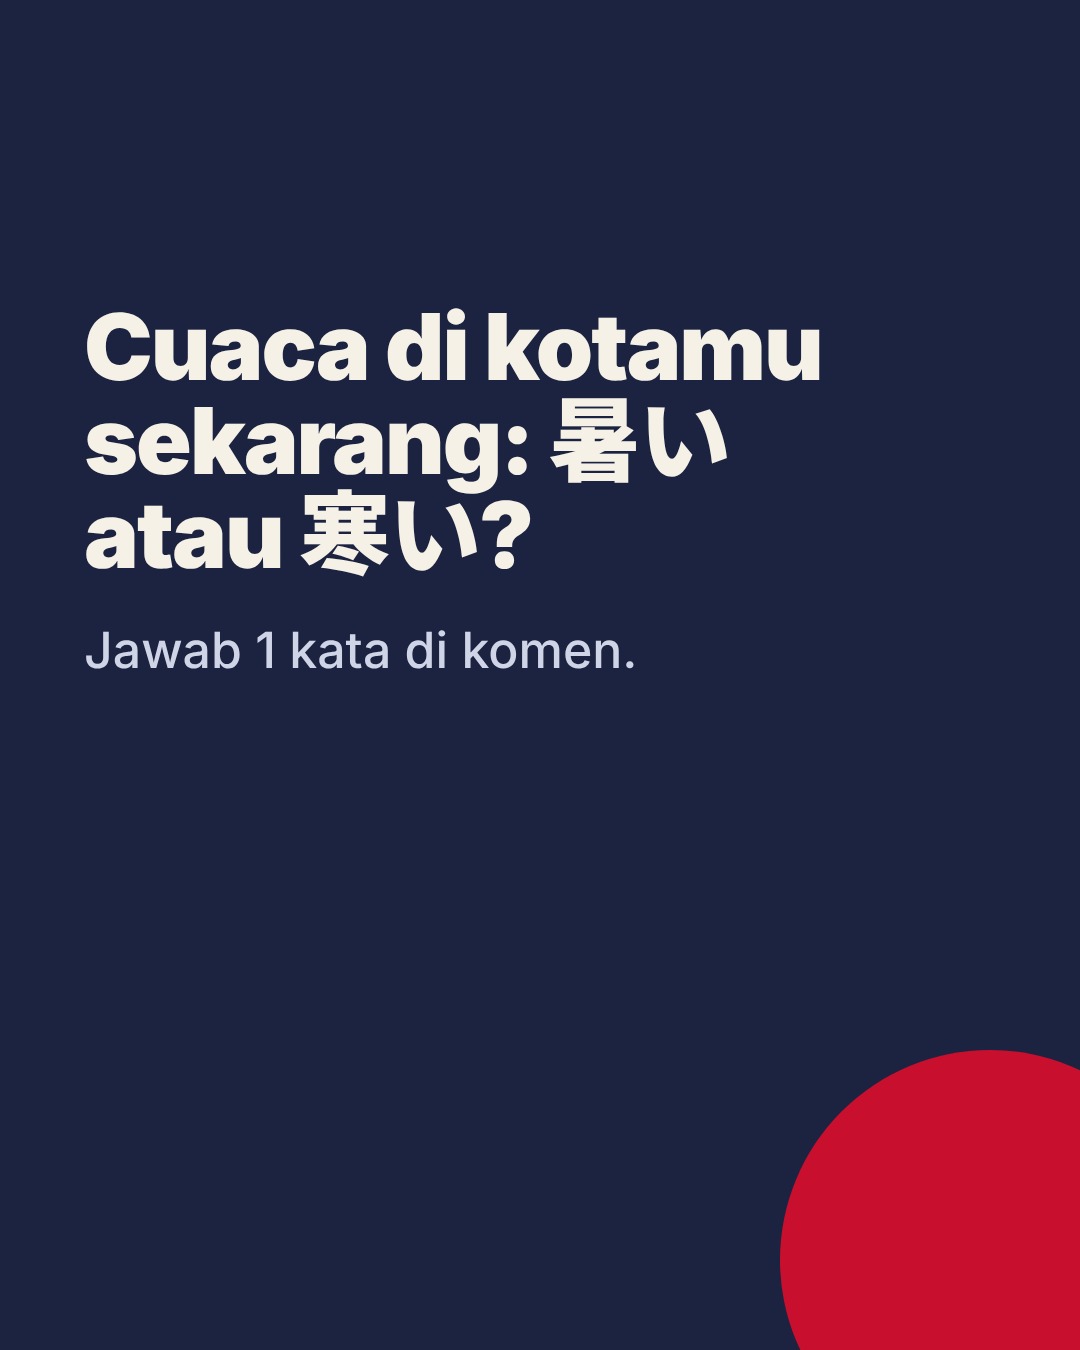 Cuaca di kotamu
sekarang: 暑い
atau 寒い?
Jawab 1 kata di komen.